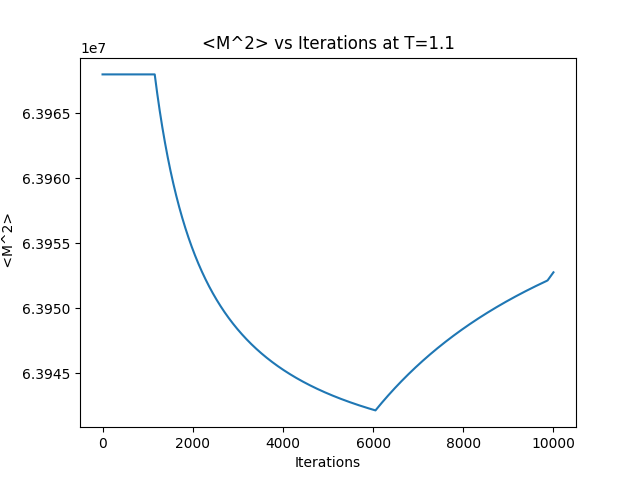 <M^2> vs Iterations at T=1.1
1e7
6.3965
6.3960
6.3955
6.3950
6.3945
<M^2>
0 2000 4000 6000 8000 10000
Iterations